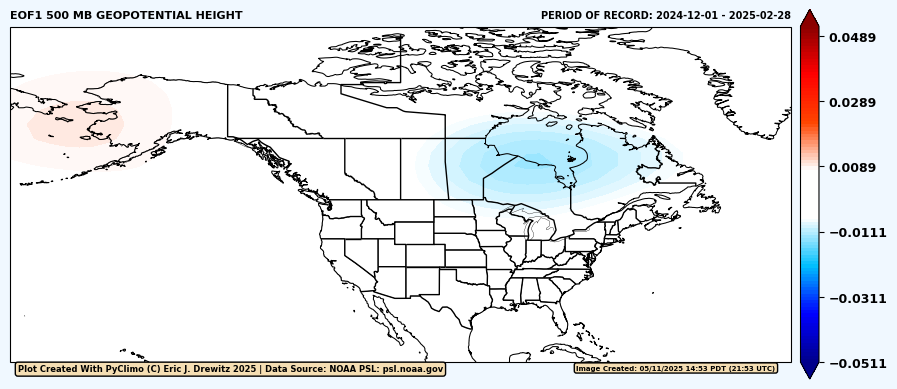 EOF1 500 MB GEOPOTENTIAL HEIGHT
PERIOD OF RECORD: 2024-12-01 - 2025-02-28
0.0489
0.0289
0.0089
−0.0111
−0.0311
−0.0511
Plot Created With PyClimo (C) Eric J. Drewitz 2025 | Data Source: NOAA PSL: psl.noaa.gov
Image Created: 05/11/2025 14:53 PDT (21:53 UTC)